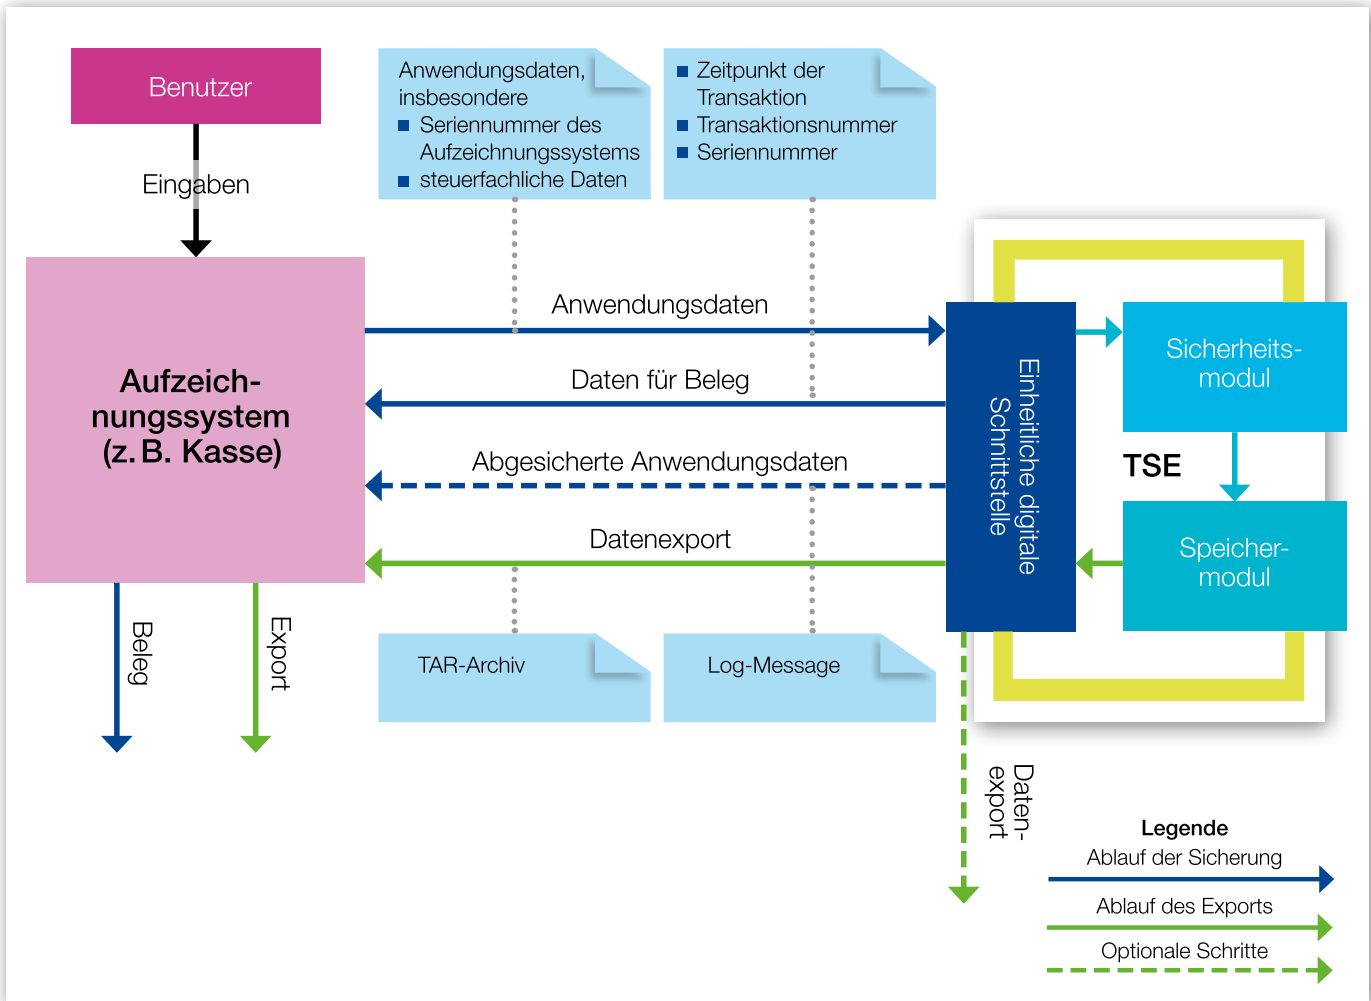 Benutzer
Eingaben
Anwendungsdaten,
insbesondere
Seriennummer des
Aufzeichnungssystems
steuerfachliche Daten
Zeitpunkt der
Transaktion
Transaktionsnummer
Seriennummer
Aufzeich-
nungssystem
(z. B. Kasse)
Anwendungsdaten
Daten für Beleg
Abgesicherte Anwendungsdaten
Datenexport
Einheitliche digitale
Schnittstelle
Sicherheits-
modul
TSE
Speicher-
modul
Beleg
Export
TAR-Archiv
Log-Message
Daten-
export
Legende
Ablauf der Sicherung
Ablauf des Exports
Optionale Schritte